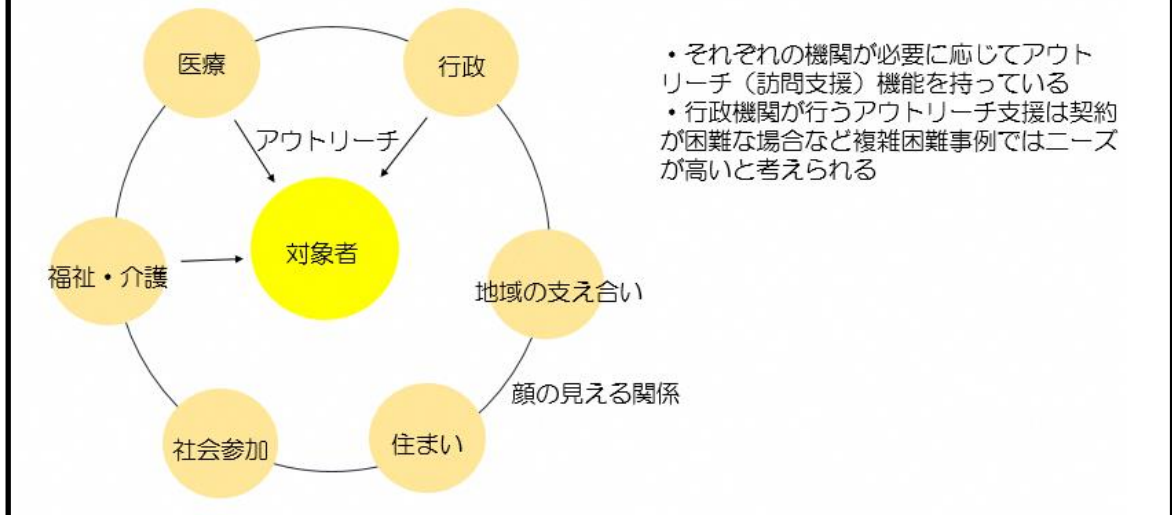 医療
行政
アウトリーチ
対象者
福祉・介護
地域の支え合い
顔の見える関係
社会参加
住まい
・それぞれの機関が必要に応じてアウト
リーチ（訪問支援）機能を持っている
・行政機関が行うアウトリーチ支援は契約
が困難な場合など複雑困難事例ではニーズ
が高いと考えられる